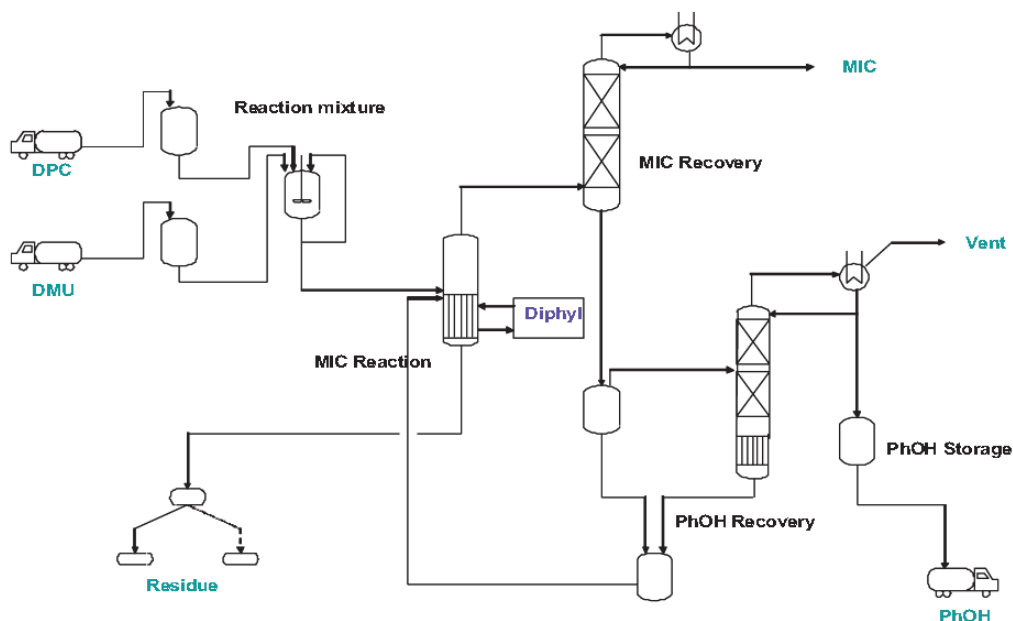 MIC
Reaction mixture
DPC
MIC Recovery
Vent
DMU
Diphyl
MIC Reaction
PhOH Storage
PhOH Recovery
Residue
PhOH